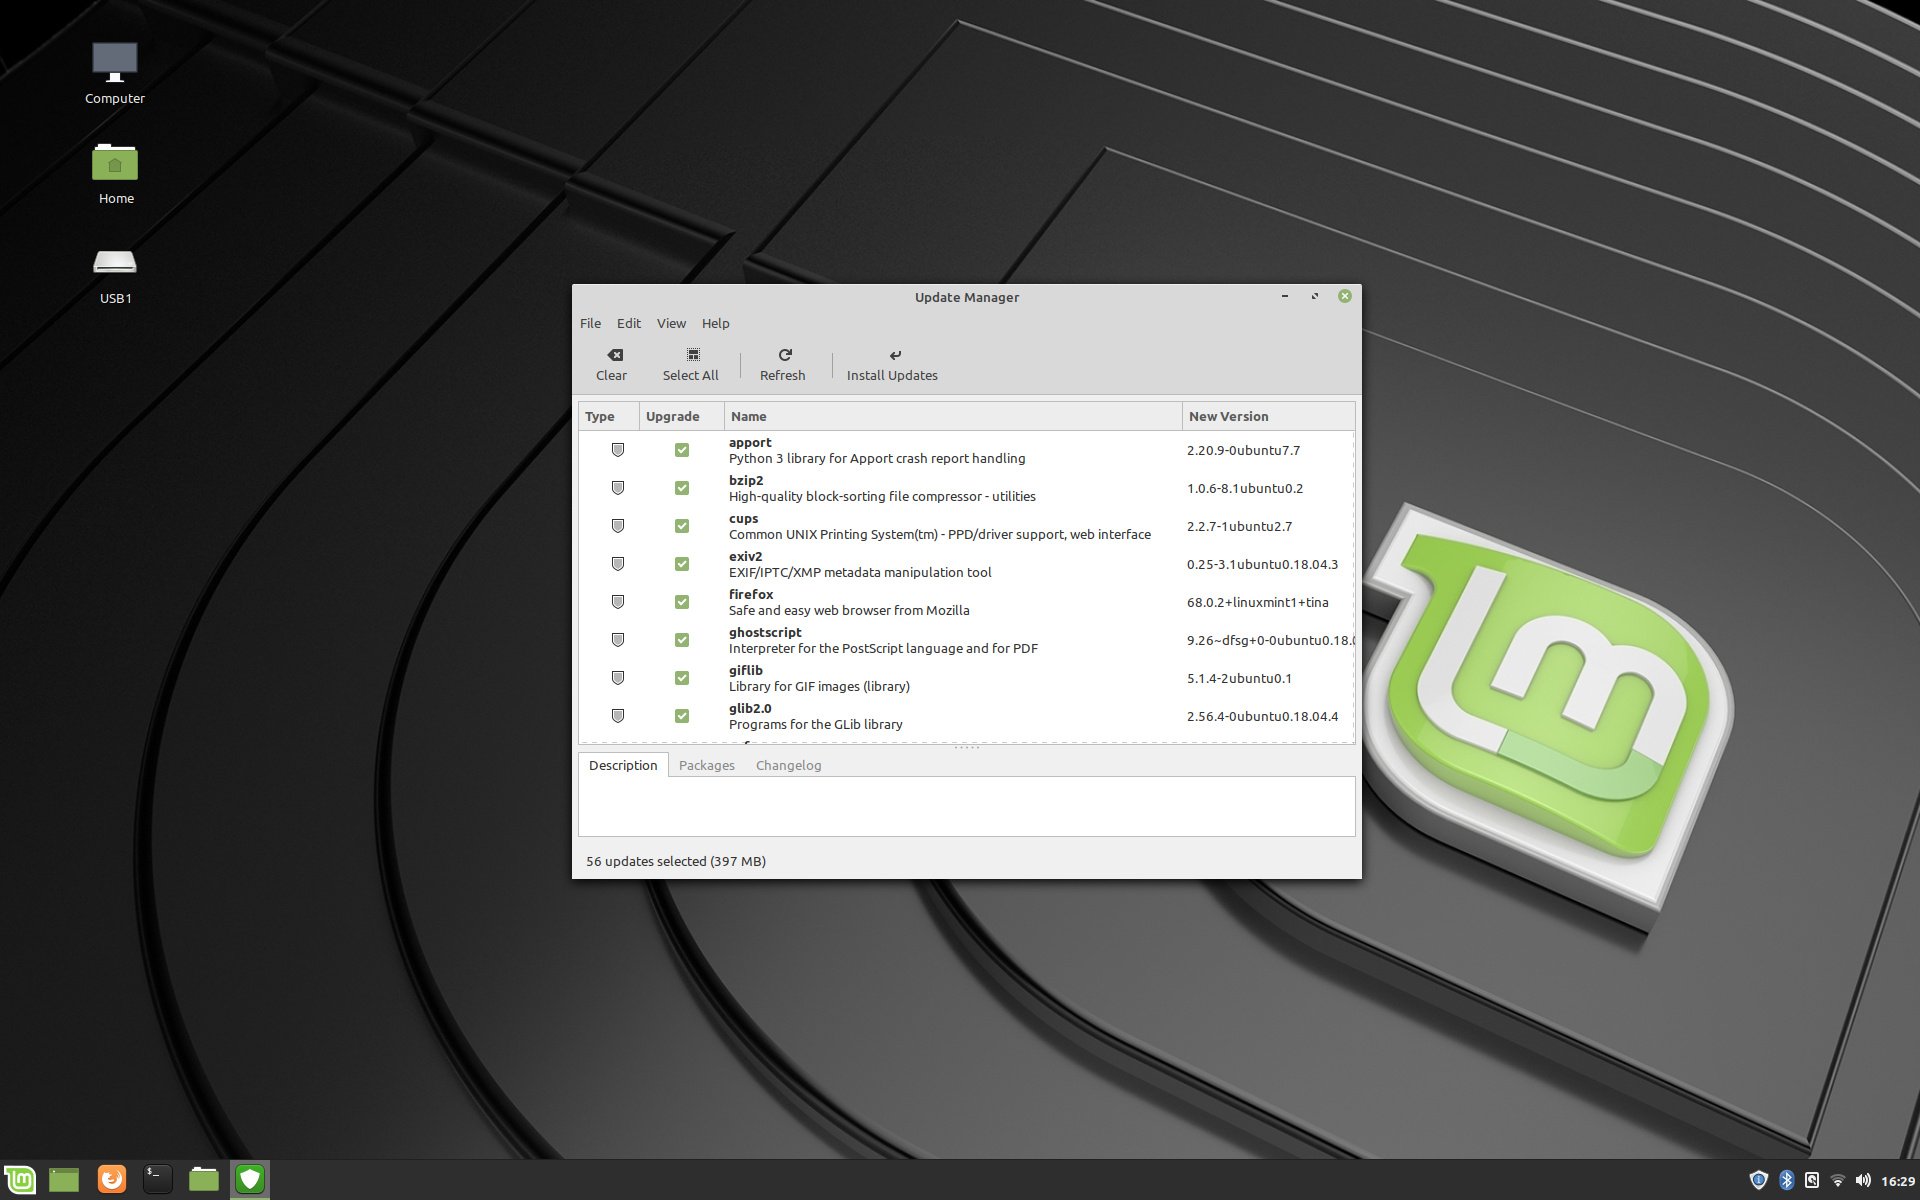 Computer
Home
USB1
Update Manager
File Edit View Help
Clear Select All Refresh Install Updates
Type Upgrade Name New Version
apport
Python 3 library for Apport crash report handling
2.20.9-0ubuntu7.7
bzip2
High-quality block-sorting file compressor - utilities
1.0.6-8.1ubuntu0.2
cups
Common UNIX Printing System(tm) - PPD/driver support, web interface
2.2.7-1ubuntu2.7
exiv2
EXIF/IPTC/XMP metadata manipulation tool
0.25-3.1ubuntu0.18.04.3
firefox
Safe and easy web browser from Mozilla
68.0.2+linuxmint1+tina
ghostscript
Interpreter for the PostScript language and for PDF
9.26~dfsg+0-0ubuntu0.18.0
giflib
Library for GIF images (library)
5.1.4-2ubuntu0.1
glib2.0
Programs for the GLib library
2.56.4-0ubuntu0.18.04.4
Description Packages Changelog
56 updates selected (397 MB)
16:29